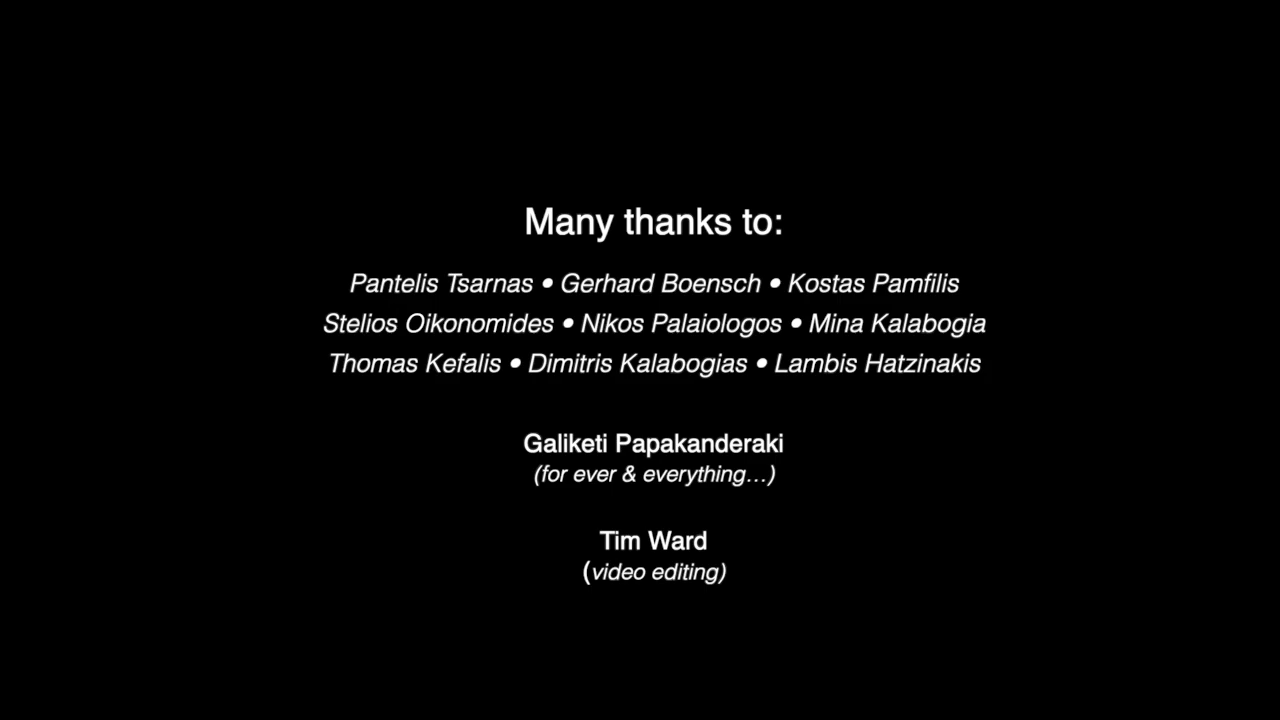 Many thanks to:
Pantelis Tsarnas • Gerhard Boensch • Kostas Pamfilis
Stelios Oikonomides • Nikos Palaiologos • Mina Kalabogia
Thomas Kefalis • Dimitris Kalabogias • Lambis Hatzinakis
Galiketi Papakanderaki
(for ever & everything…)
Tim Ward
(video editing)